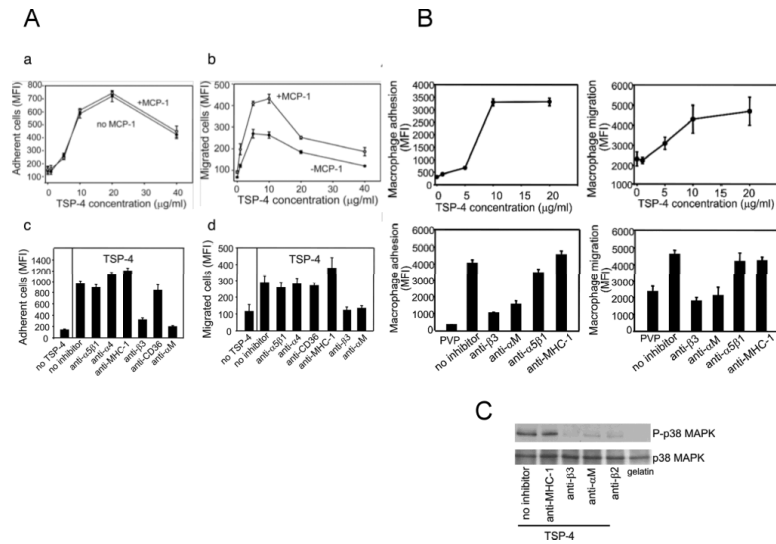 A
B
a
b
Adherent cells (MFI)
800
700
600
500
400
300
200
100
+MCP-1
no MCP-1
0 10 20 30 40
TSP-4 concentration (µg/ml)
Migrated cells (MFI)
500
400
300
200
100
0
+MCP-1
-MCP-1
0 10 20 30 40
TSP-4 concentration (µg/ml)
Macrophage adhesion
(MFI)
4000
3500
3000
2500
2000
1500
1000
500
0
0 5 10 15 20
TSP-4 concentration (µg/ml)
Macrophage migration
(MFI)
6000
5000
4000
3000
2000
1000
0
0 5 10 15 20
TSP-4 concentration (µg/ml)
c
d
Adherent cells (MFI)
1400
1200
1000
800
600
400
200
0
TSP-4
no TSP-4
no inhibitor
anti-α5β1
anti-α4
anti-MHC-1
anti-β3
anti-CD36
anti-αM
Migrated cells (MFI)
500
400
300
200
100
0
TSP-4
no TSP-4
no inhibitor
anti-α5β1
anti-α4
anti-CD36
anti-MHC-1
anti-β3
anti-αM
Macrophage adhesion
(MFI)
5000
4000
3000
2000
1000
0
PVP
no inhibitor
anti-β3
anti-αM
anti-α5β1
anti-MHC-1
Macrophage migration
(MFI)
6000
5000
4000
3000
2000
1000
0
PVP
no inhibitor
anti-β3
anti-αM
anti-α5β1
anti-MHC-1
C
P-p38 MAPK
p38 MAPK
no inhibitor
anti-MHC-1
anti-β3
anti-αM
anti-β2
gelatin
TSP-4